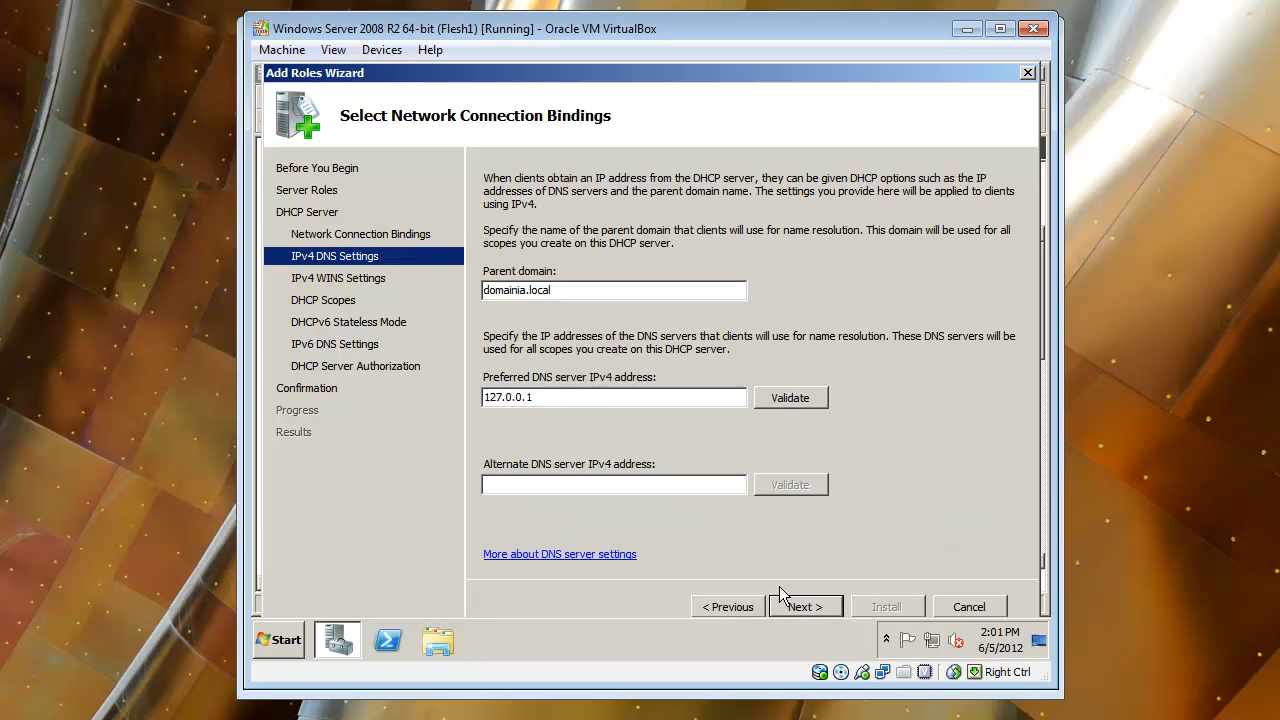 Windows Server 2008 R2 64-bit (Flesh1) [Running] - Oracle VM VirtualBox
Machine View Devices Help
Add Roles Wizard
Select Network Connection Bindings
Before You Begin
Server Roles
DHCP Server
Network Connection Bindings
IPv4 DNS Settings
IPv4 WINS Settings
DHCP Scopes
DHCPv6 Stateless Mode
IPv6 DNS Settings
DHCP Server Authorization
Confirmation
Progress
Results
When clients obtain an IP address from the DHCP server, they can be given DHCP options such as the IP
addresses of DNS servers and the parent domain name. The settings you provide here will be applied to clients
using IPv4.
Specify the name of the parent domain that clients will use for name resolution. This domain will be used for all
scopes you create on this DHCP server.
Parent domain:
domainia.local
Specify the IP addresses of the DNS servers that clients will use for name resolution. These DNS servers will be
used for all scopes you create on this DHCP server.
Preferred DNS server IPv4 address:
127.0.0.1 Validate
Alternate DNS server IPv4 address:
Validate
More about DNS server settings
< Previous Next > Install Cancel
Start 2:01 PM
6/5/2012
Right Ctrl